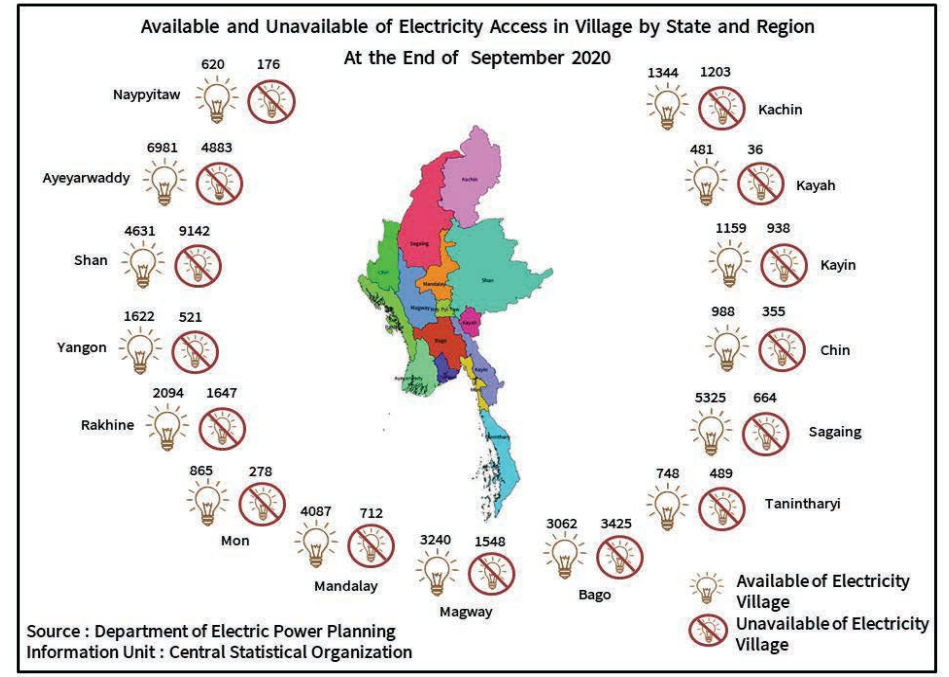 Available and Unavailable of Electricity Access in Village by State and Region
At the End of September 2020
620 176
Naypyitaw
1344 1203
Kachin
6981 4883
Ayeyarwaddy
481 36
Kayah
4631 9142
Shan
1159 938
Kayin
1622 521
Yangon
988 355
Chin
2094 1647
Rakhine
5325 664
Sagaing
865 278
Mon
748 489
Tanintharyi
4087 712
Mandalay
3240 1548
Magway
3062 3425
Bago
Kachin
Sagaing
Chin
Mandalay
Shan
Magway
Kayah
Bago
Kayin
Available of Electricity
Village
Unavailable of Electricity
Village
Source : Department of Electric Power Planning
Information Unit : Central Statistical Organization